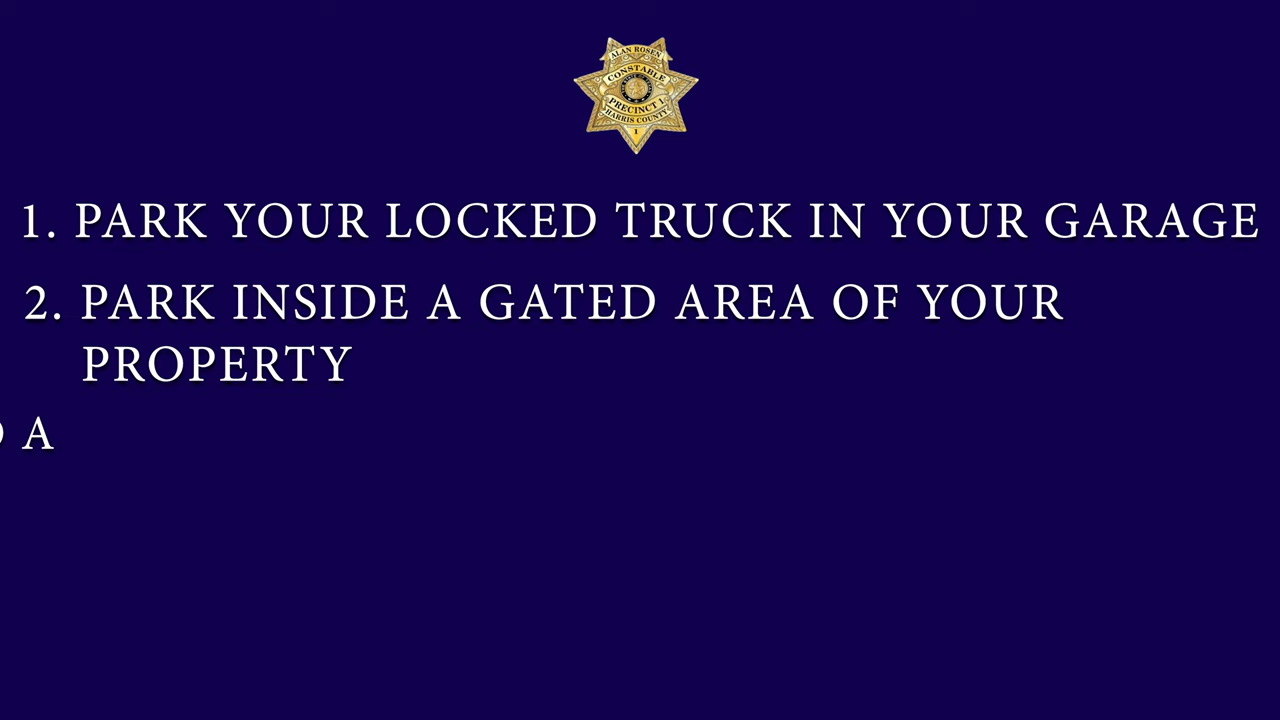 ALAN ROSEN
CONSTABLE
PRECINCT 1
HARRIS COUNTY
1
1. PARK YOUR LOCKED TRUCK IN YOUR GARAGE
2. PARK INSIDE A GATED AREA OF YOUR
PROPERTY
A